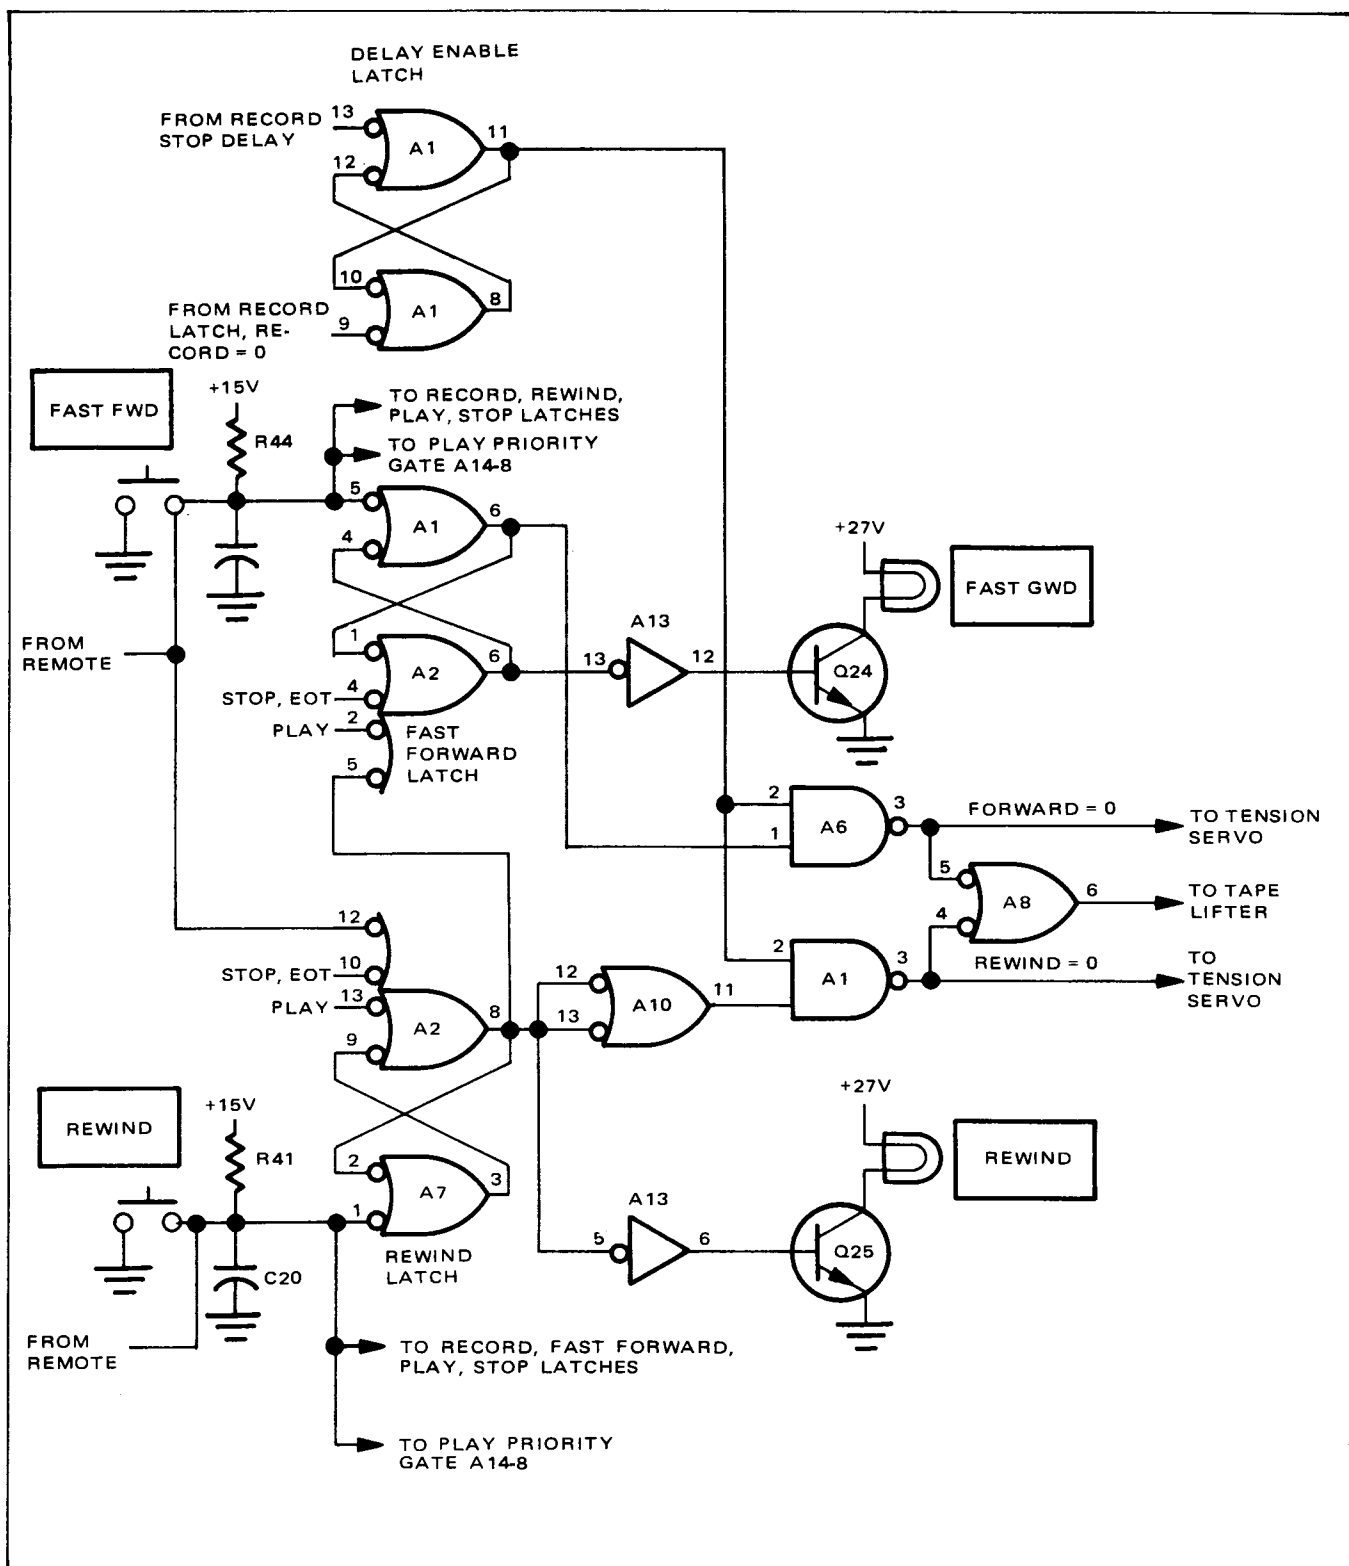 DELAY ENABLE
LATCH
FROM RECORD
STOP DELAY
13
12
A1
11
10
A1
8
9
FROM RECORD
LATCH, RE-
CORD = 0
FAST FWD
+15V
R44
TO RECORD, REWIND,
PLAY, STOP LATCHES
TO PLAY PRIORITY
GATE A14-8
5
4
A1
6
FROM
REMOTE
1
A2
6
STOP, EOT
4
PLAY
2
5
FAST
FORWARD
LATCH
13
A13
12
Q24
+27V
FAST GWD
2
1
A6
3
FORWARD = 0
TO TENSION
SERVO
5
4
A8
6
TO TAPE
LIFTER
2
A1
3
REWIND = 0
TO
TENSION
SERVO
12
STOP, EOT
10
PLAY
13
9
A2
8
12
13
A10
11
REWIND
+15V
R41
2
1
A7
3
REWIND
LATCH
C20
FROM
REMOTE
5
A13
6
Q25
+27V
REWIND
TO RECORD, FAST FORWARD,
PLAY, STOP LATCHES
TO PLAY PRIORITY
GATE A14-8